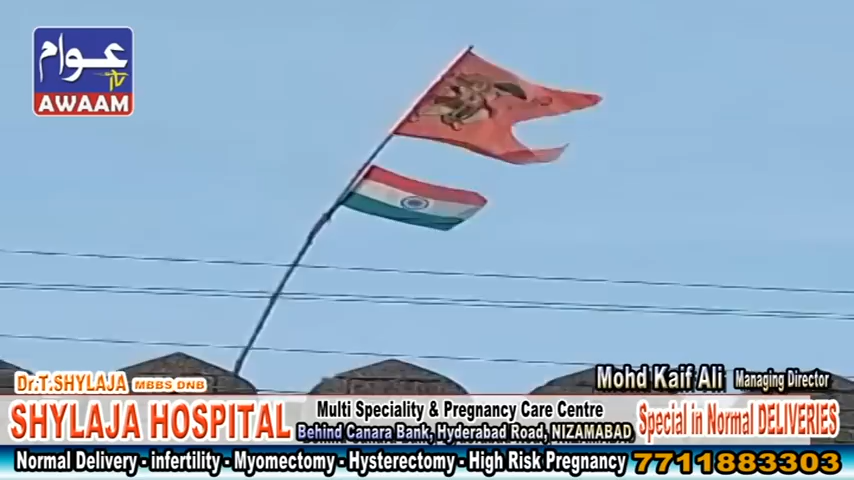 عوام
tv
AWAAM
Mohd Kaif Ali Managing Director
Dr.T.SHYLAJA MBBS DNB
SHYLAJA HOSPITAL
Multi Speciality & Pregnancy Care Centre
Behind Canara Bank, Hyderabad Road, NIZAMABAD
Special in Normal DELIVERIES
Normal Delivery - infertility - Myomectomy - Hysterectomy - High Risk Pregnancy 7711883303